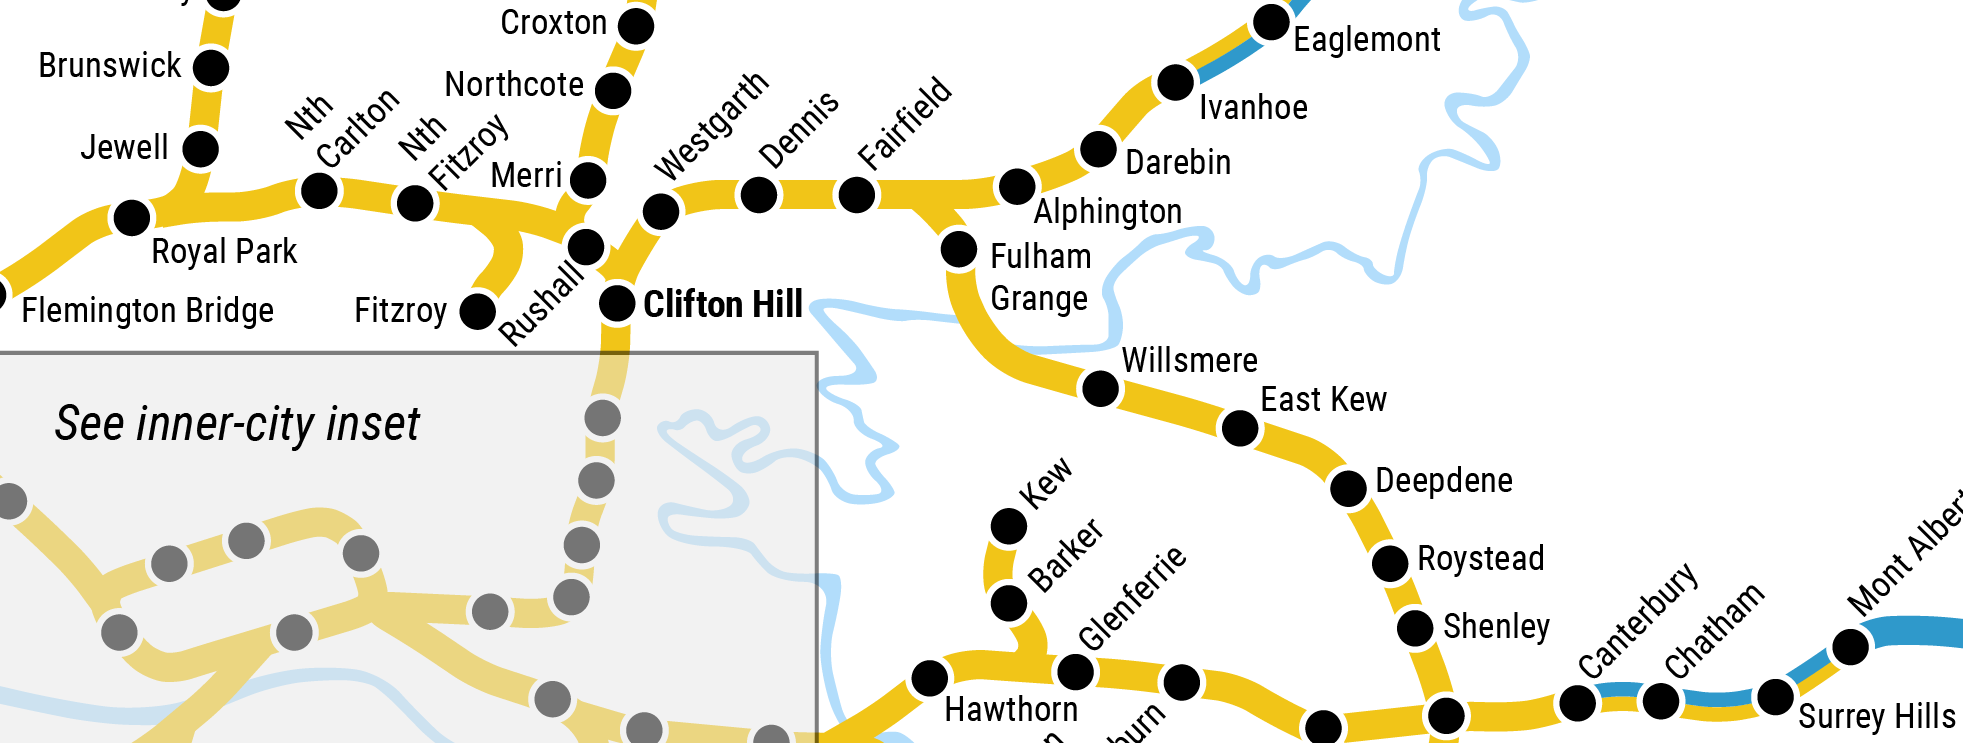 Croxton
Eaglemont
Brunswick
Northcote
Ivanhoe
Nth
Carlton
Nth
Fitzroy
Westgarth
Dennis
Fairfield
Jewell
Merri
Darebin
Alphington
Royal Park
Fulham
Grange
Flemington Bridge
Fitzroy
Rushall
Clifton Hill
Willsmere
East Kew
See inner-city inset
Deepdene
Kew
Roystead
Barker
Glenferrie
Mont Alber
Shenley
Canterbury
Chatham
Hawthorn
Surrey Hills
burn